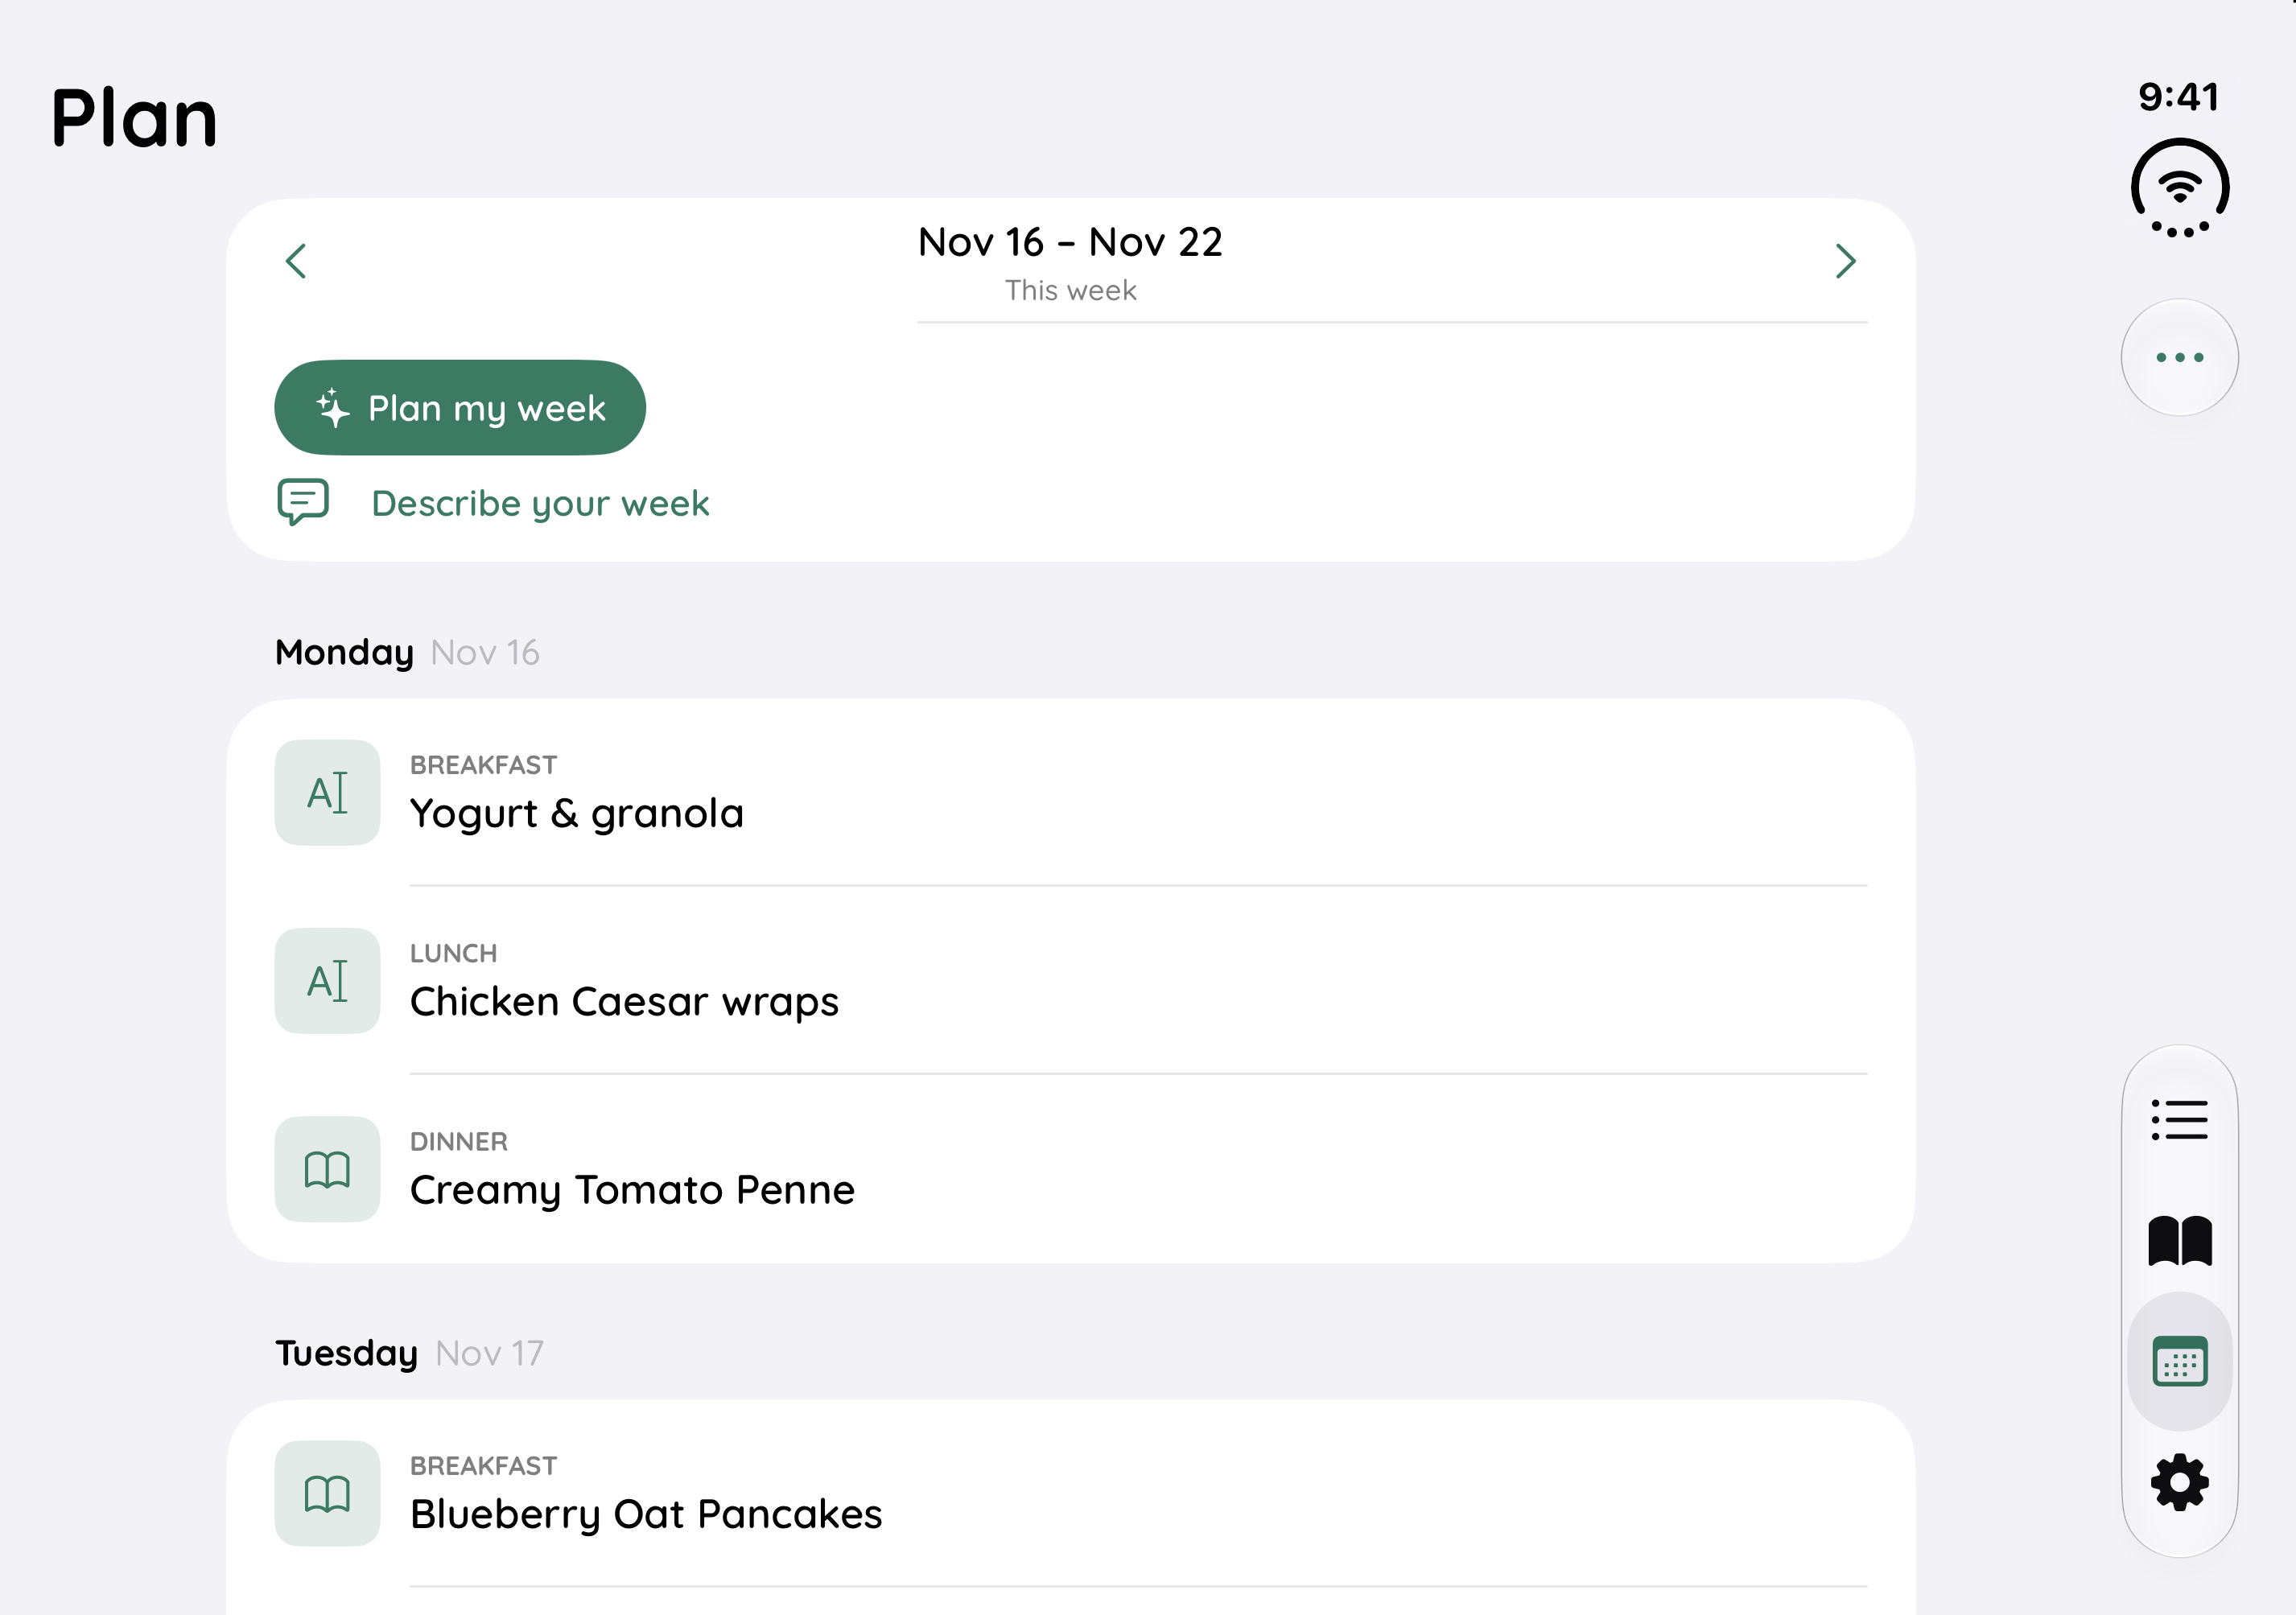 Plan
9:41
Nov 16 – Nov 22
This week
Plan my week
Describe your week
Monday Nov 16
BREAKFAST
Yogurt & granola
LUNCH
Chicken Caesar wraps
DINNER
Creamy Tomato Penne
Tuesday Nov 17
BREAKFAST
Blueberry Oat Pancakes